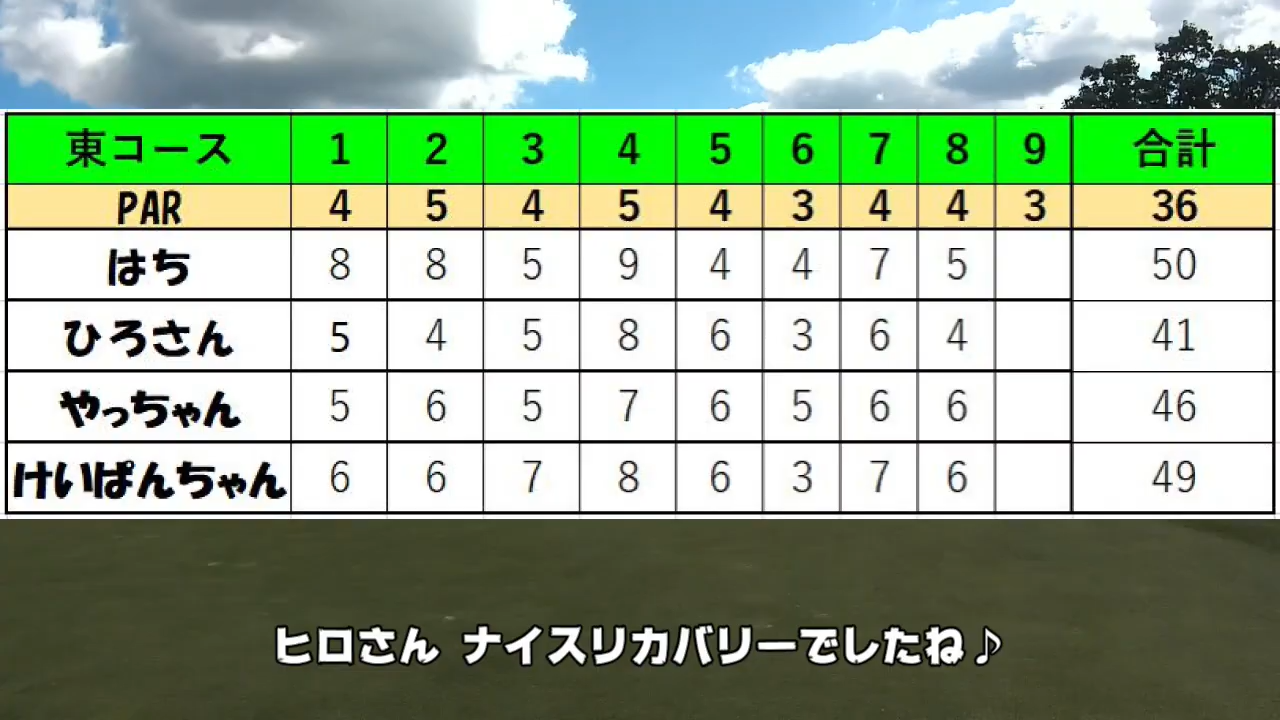 東コース 1 2 3 4 5 6 7 8 9 合計
PAR 4 5 4 5 4 3 4 4 3 36
はち 8 8 5 9 4 4 7 5 50
ひろさん 5 4 5 8 6 3 6 4 41
やっちゃん 5 6 5 7 6 5 6 6 46
けいぱんちゃん 6 6 7 8 6 3 7 6 49
ヒロさん ナイスリカバリーでしたね♪